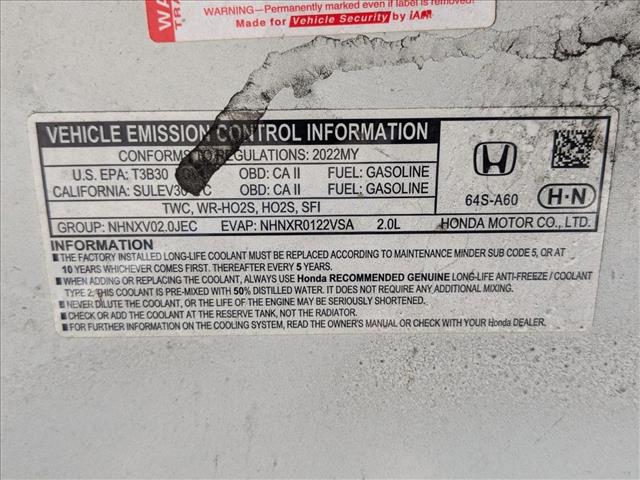 WARNING—Permanent evidence even if label is removed!
Made for Vehicle Security by
VEHICLE EMISSION CONTROL INFORMATION
CONFORMS TO REGULATIONS: 2022MY
U.S. EPA: T3B30 OBD: CA II FUEL: GASOLINE
CALIFORNIA: SULEV30 PC OBD: CA II FUEL: GASOLINE
TWC, WR-HO2S, HO2S, SFI
GROUP: NHNXV02.0JEC EVAP: NHNXR0122VSA 2.0L HONDA MOTOR CO., LTD.
64S-A60 H·N
INFORMATION
■ THE FACTORY INSTALLED LONG-LIFE COOLANT MUST BE REPLACED ACCORDING TO MAINTENANCE SUB CODE 5, OR AT
10 YEARS WHICHEVER COMES FIRST. THEREAFTER EVERY 5 YEARS.
■ WHEN ADDING OR REPLACING THE COOLANT, ALWAYS USE Honda RECOMMENDED GENUINE LONG-LIFE ANTI-FREEZE / COOLANT
TYPE 2. THIS COOLANT IS PRE-MIXED WITH 50% DISTILLED WATER. IT DOES NOT REQUIRE ANY ADDITIONAL MIXING.
■ NEVER DILUTE THE COOLANT, OR THE LIFE OF THE ENGINE MAY BE SERIOUSLY SHORTENED.
■ CHECK OR ADD THE COOLANT AT THE RESERVE TANK, NOT THE RADIATOR.
■ FOR FURTHER INFORMATION ON THE COOLING SYSTEM, READ THE OWNER'S MANUAL OR CHECK WITH YOUR Honda DEALER.